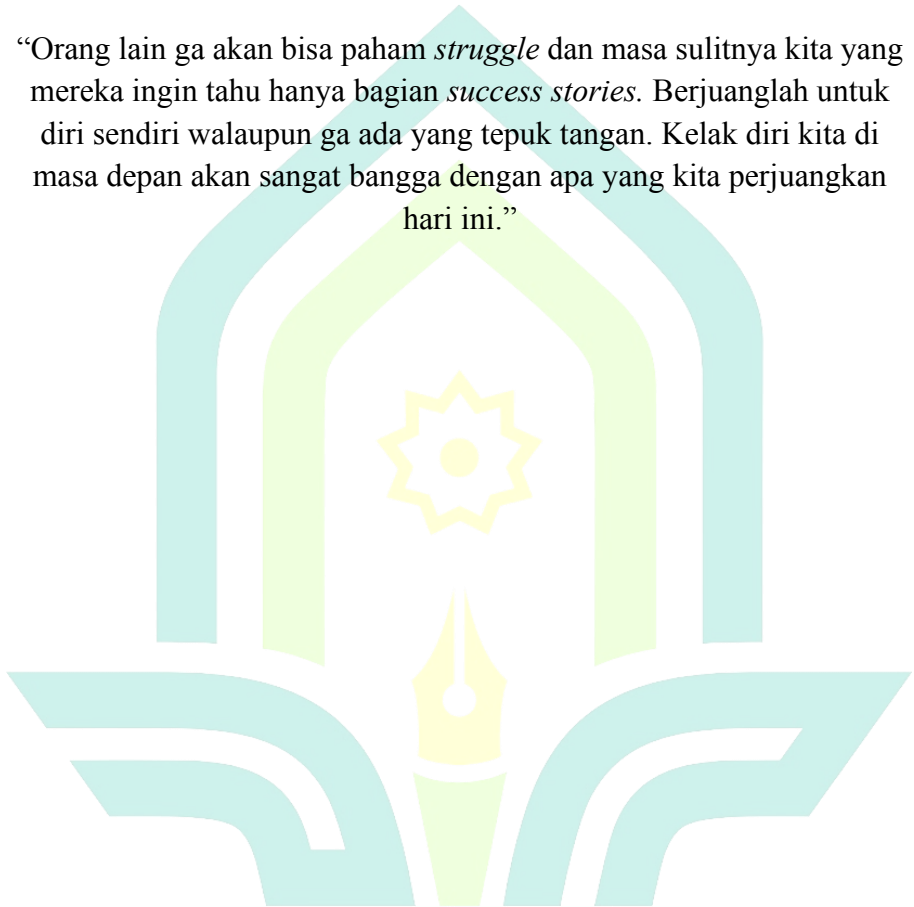 “Orang lain ga akan bisa paham struggle dan masa sulitnya kita yang
mereka ingin tahu hanya bagian success stories. Berjuanglah untuk
diri sendiri walaupun ga ada yang tepuk tangan. Kelak diri kita di
masa depan akan sangat bangga dengan apa yang kita perjuangkan
hari ini.”